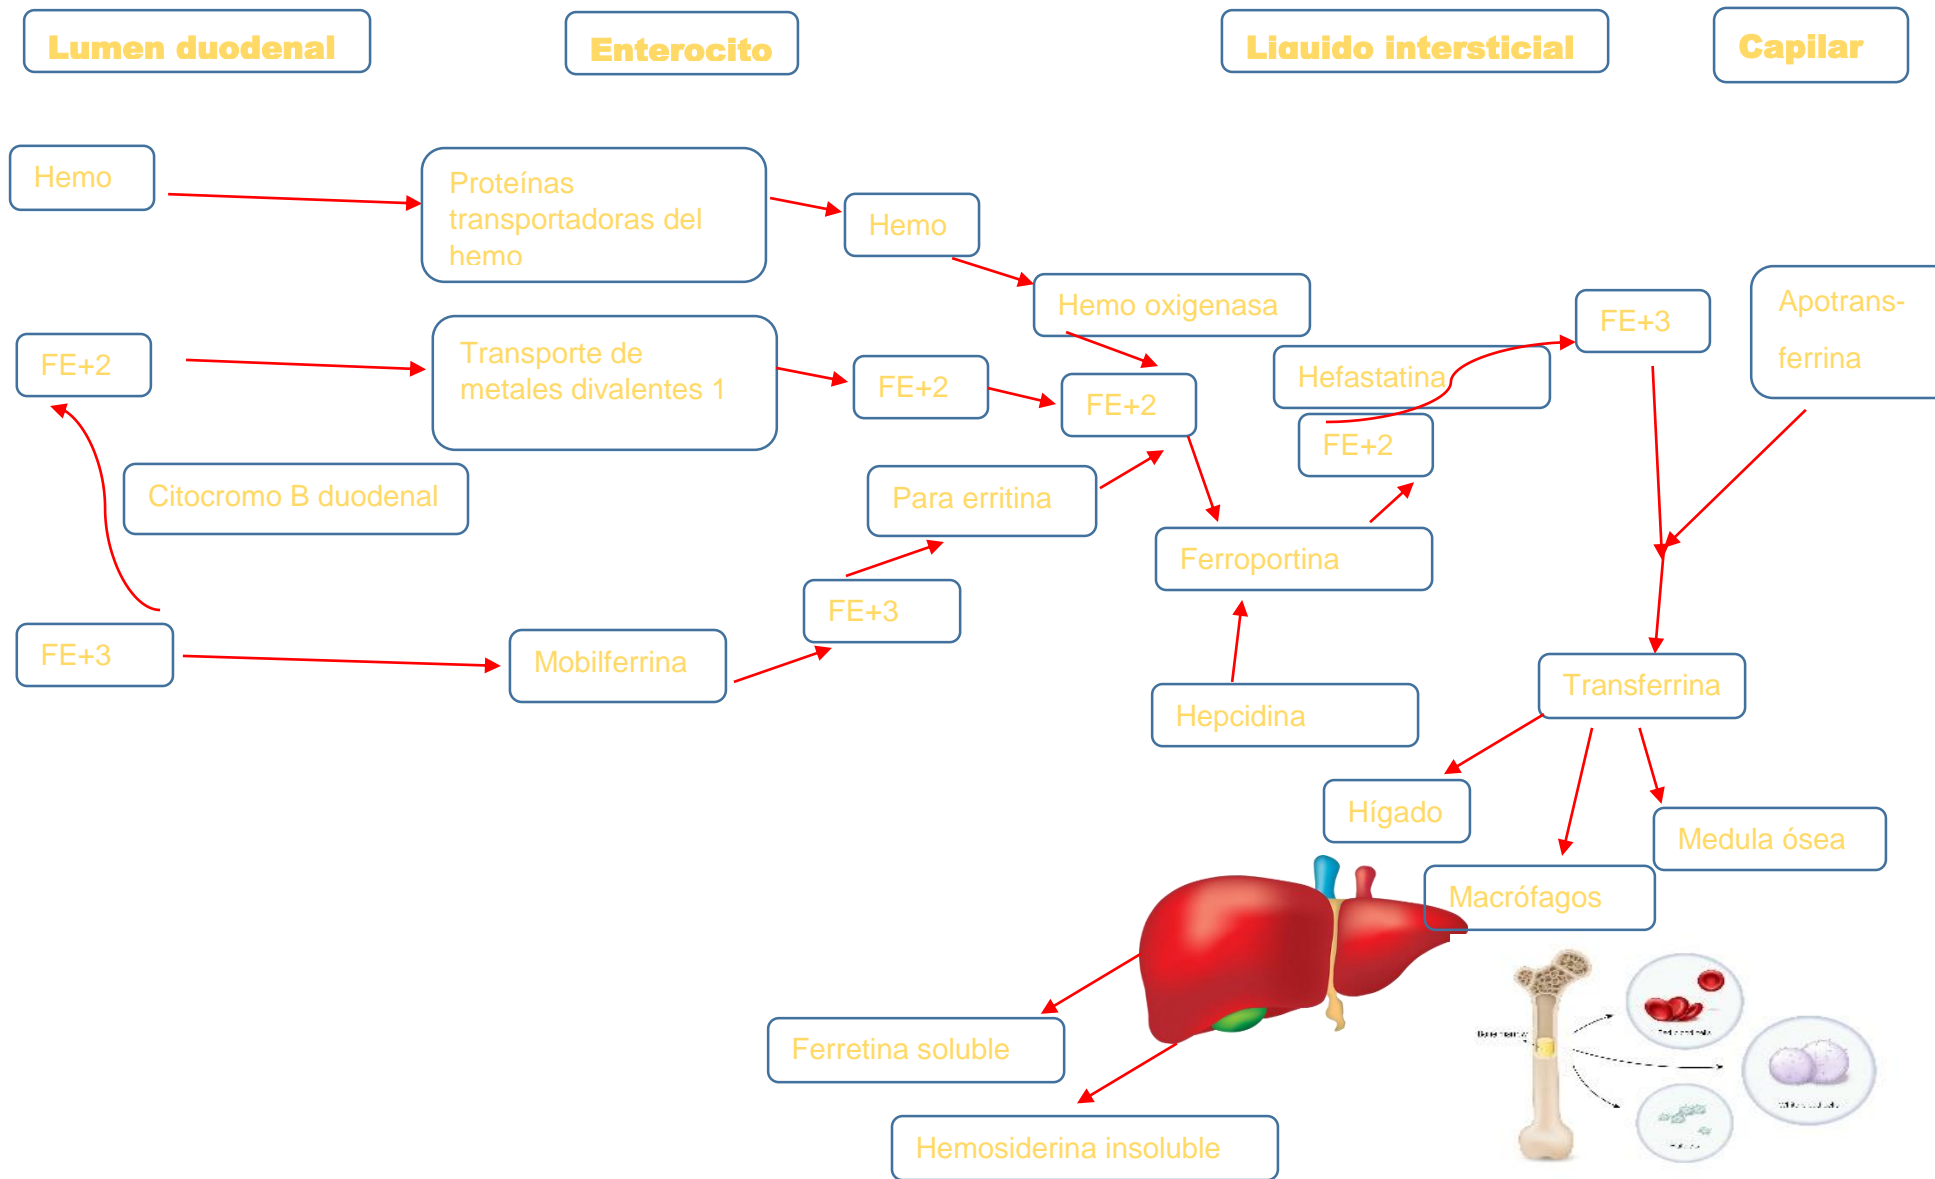 Lumen duodenal
Enterocito
Liquido intersticial
Capilar
Hemo
Proteínas
transportadoras del
hemo
Hemo
Hemo oxigenasa
FE+3
Apotrans-
ferrina
FE+2
Transporte de
metales divalentes 1
FE+2
FE+2
Hefastatina
FE+2
Citocromo B duodenal
Para erritina
Ferroportina
FE+3
FE+3
Mobilferrina
Hepcidina
Transferrina
Hígado
Medula ósea
Macrófagos
Ferretina soluble
Hemosiderina insoluble